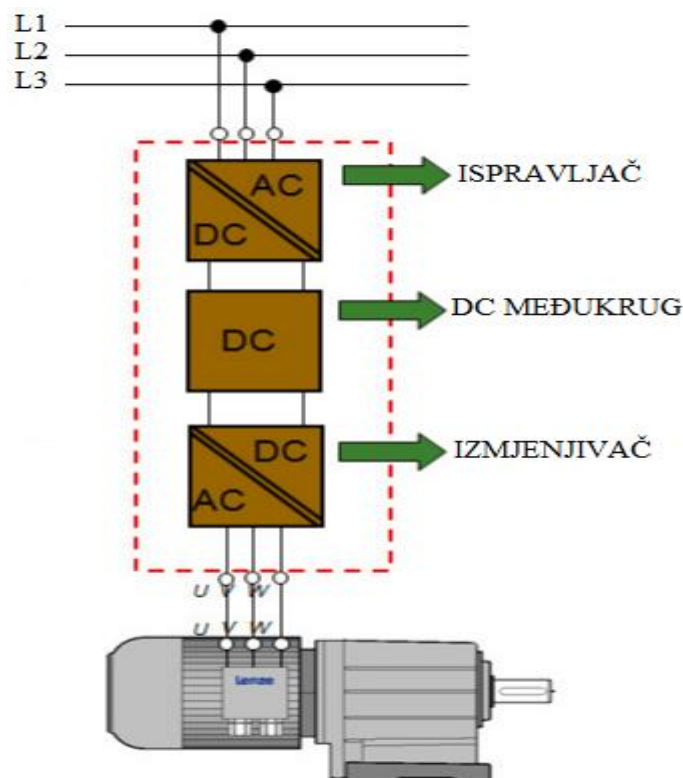 L1
L2
L3
AC
DC
ISPRAVLJAČ
DC
DC MEĐUKRUG
DC
AC
IZMJENJIVAČ
U V W
U V W
Lenze